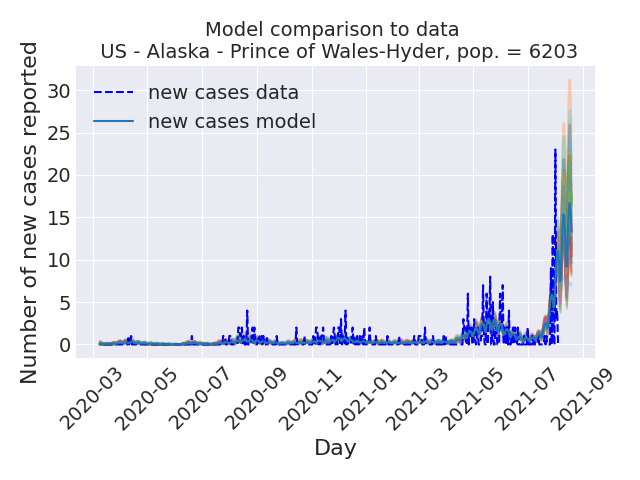 Model comparison to data
US - Alaska - Prince of Wales-Hyder, pop. = 6203
Number of new cases reported
30
25
20
15
10
5
0
new cases data
new cases model
2020-03
2020-05
2020-07
2020-09
2020-11
2021-01
2021-03
2021-05
2021-07
2021-09
Day